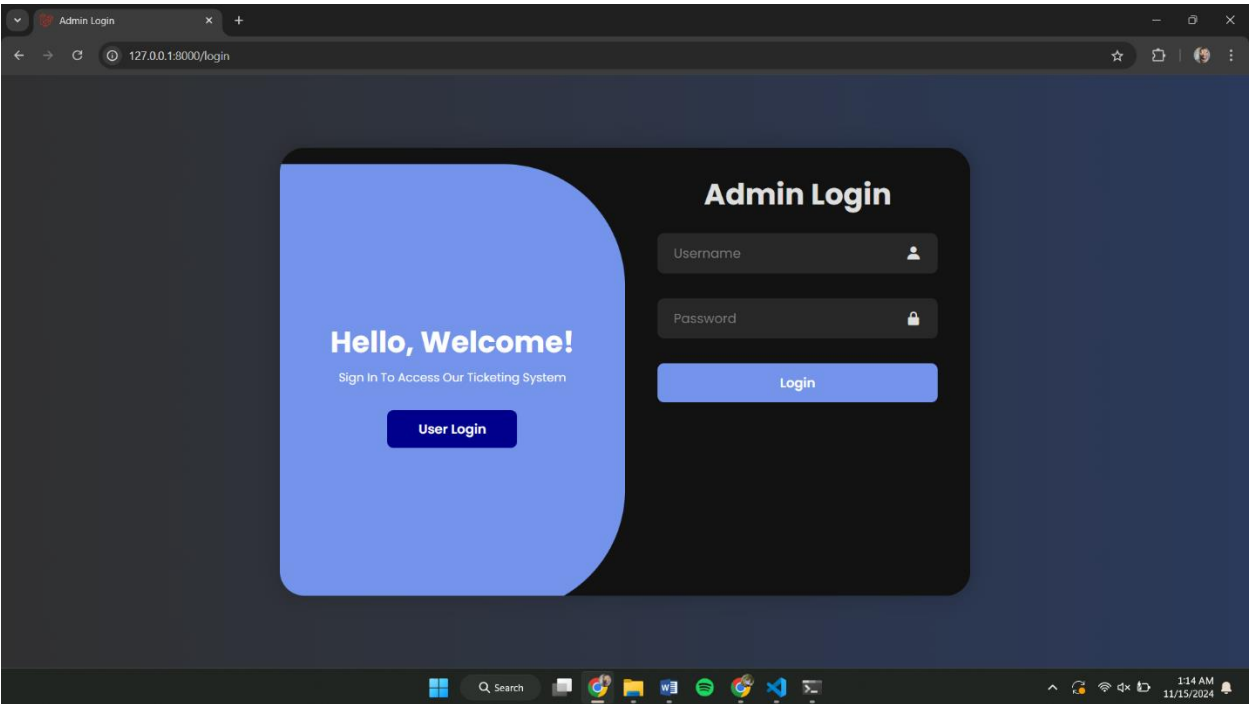 Admin Login
127.0.0.1:8000/login
Admin Login
Username
Password
Login
Hello, Welcome!
Sign In To Access Our Ticketing System
User Login
Search
1:14 AM
11/15/2024